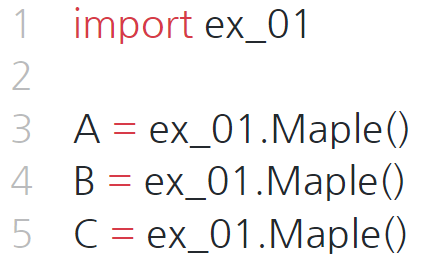 1 import ex_01
2
3 A = ex_01.Maple()
4 B = ex_01.Maple()
5 C = ex_01.Maple()